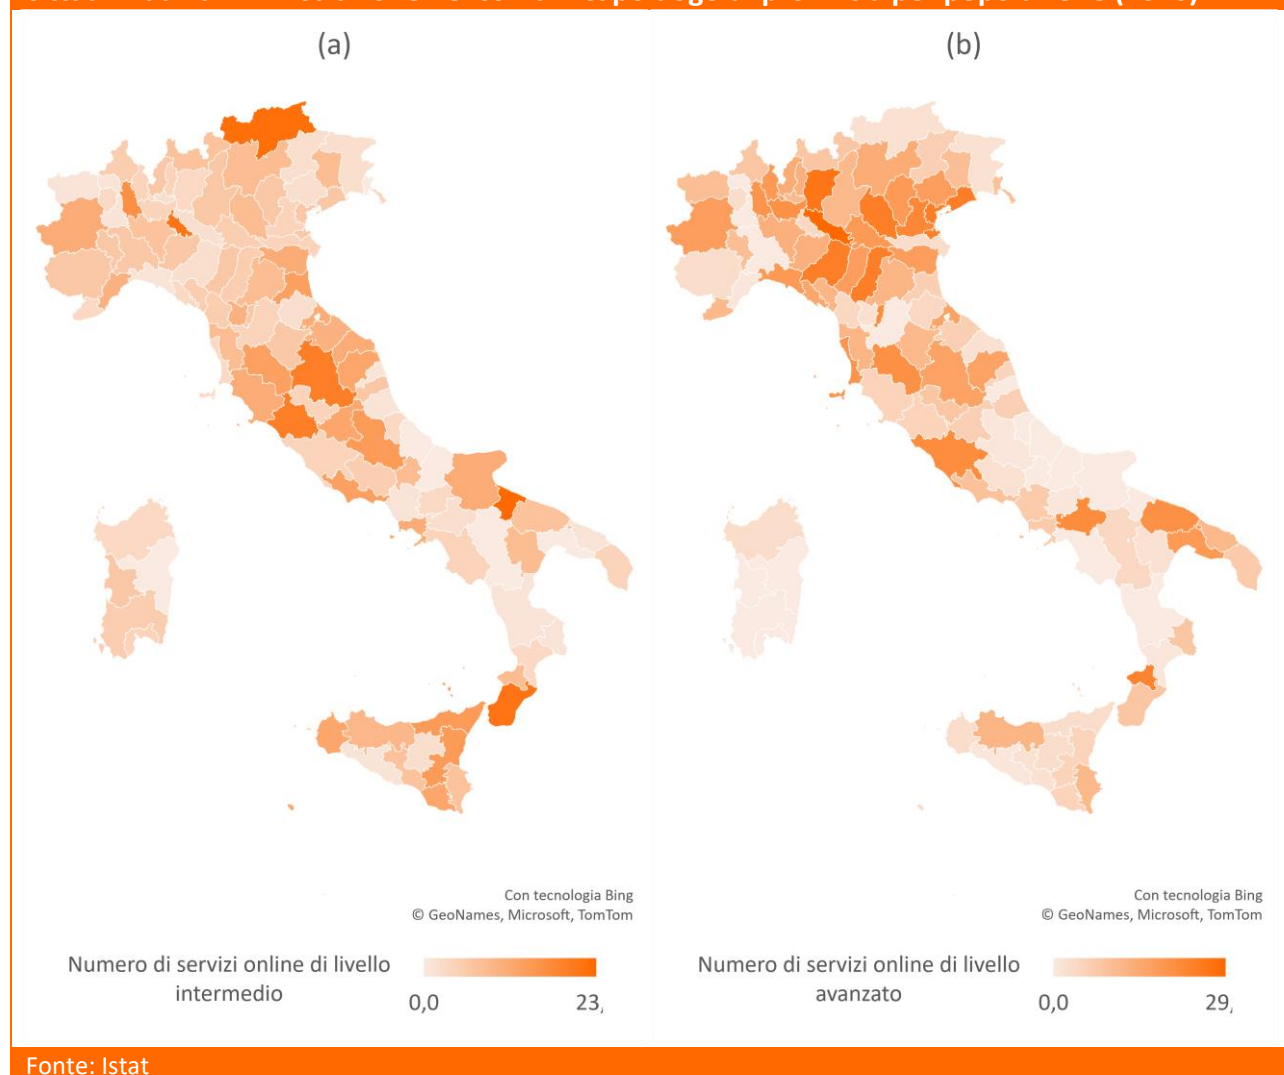 (a)
(b)
Con tecnologia Bing
© GeoNames, Microsoft, TomTom
Con tecnologia Bing
© GeoNames, Microsoft, TomTom
Numero di servizi online di livello
intermedio
0,0
23,
Numero di servizi online di livello
avanzato
0,0
29,
Fonte: Istat